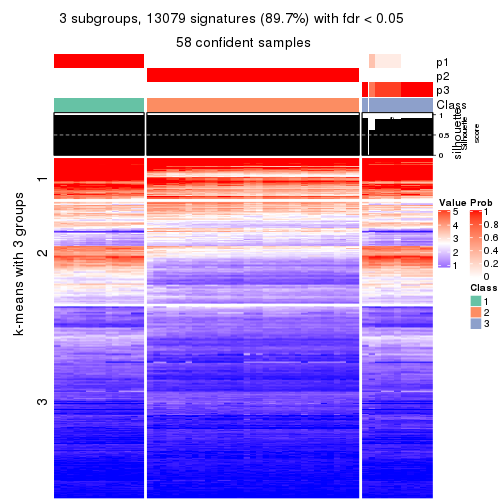 3 subgroups, 13079 signatures (89.7%) with fdr < 0.05
58 confident samples
p1
p2
p3
Class
1
0.5
0
silhouette
Silhouette
score
k-means with 3 groups
1
2
3
Value
5
4
3
2
1
Prob
1
0.8
0.6
0.4
0.2
0
Class
1
2
3